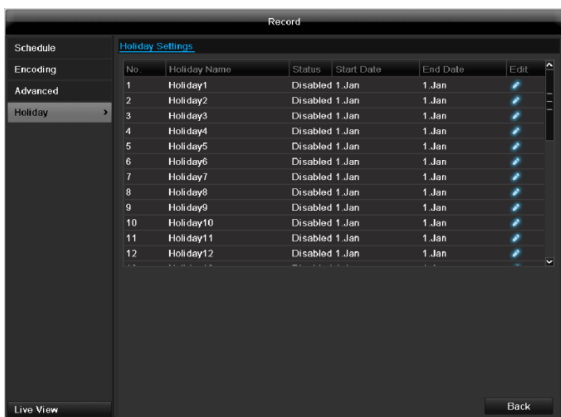 Record
Schedule
Encoding
Advanced
Holiday
Live View
Holiday Settings
No. Holiday Name Status Start Date End Date Edit
1 Holiday1 Disabled 1.Jan 1.Jan
2 Holiday2 Disabled 1.Jan 1.Jan
3 Holiday3 Disabled 1.Jan 1.Jan
4 Holiday4 Disabled 1.Jan 1.Jan
5 Holiday5 Disabled 1.Jan 1.Jan
6 Holiday6 Disabled 1.Jan 1.Jan
7 Holiday7 Disabled 1.Jan 1.Jan
8 Holiday8 Disabled 1.Jan 1.Jan
9 Holiday9 Disabled 1.Jan 1.Jan
10 Holiday10 Disabled 1.Jan 1.Jan
11 Holiday11 Disabled 1.Jan 1.Jan
12 Holiday12 Disabled 1.Jan 1.Jan
Back